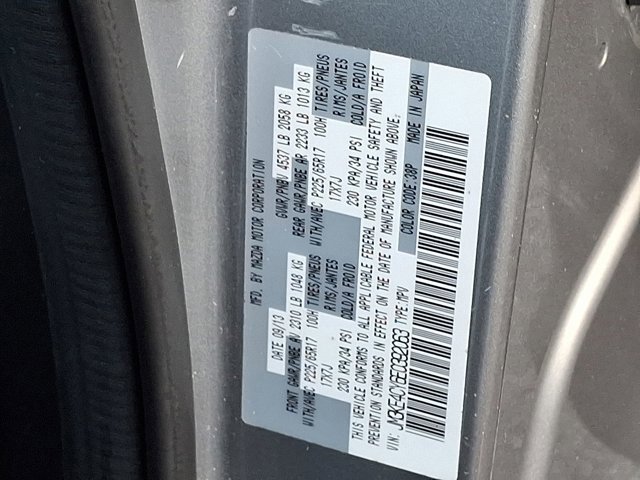 MFD. BY MAZDA MOTOR CORPORATION
DATE 09/13 GVWR/PNBV 4537 LB 2058 KG
FRONT GAWR/PNBE AV 2310 LB 1048 KG REAR GAWR/PNBE AR 2233 LB 1013 KG
WITH/AVEC P225/65R17 100H TIRES/PNEUS WITH/AVEC P225/65R17 100H TIRES/PNEUS
17X7J RIMS/JANTES 17X7J RIMS/JANTES
230 KPA/34 PSI COLD/A FROID 230 KPA/34 PSI COLD/A FROID
THIS VEHICLE CONFORMS TO ALL APPLICABLE FEDERAL MOTOR VEHICLE SAFETY AND THEFT
PREVENTION STANDARDS IN EFFECT ON THE DATE OF MANUFACTURE SHOWN ABOVE.
VIN: JM3KE4CY6E0392063 TYPE:MPV COLOR CODE:38P MADE IN JAPAN